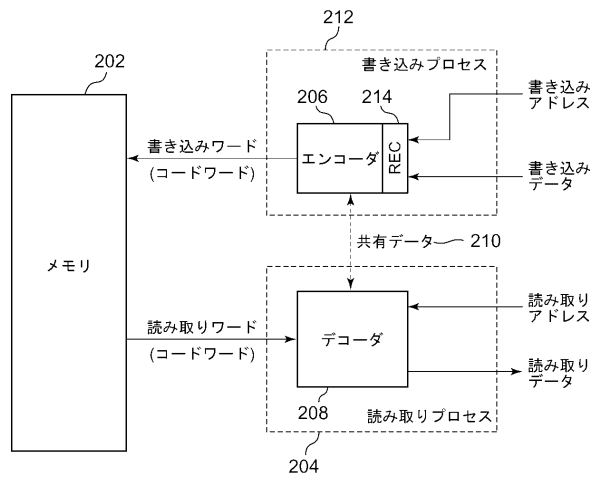 212
202
書き込みプロセス
206
214
書き込み
アドレス
書き込みワード
(コードワード)
エンコーダ
REC
書き込み
データ
共有データ
210
メモリ
読み取り
アドレス
読み取りワード
(コードワード)
デコーダ
読み取り
データ
208
読み取りプロセス
204